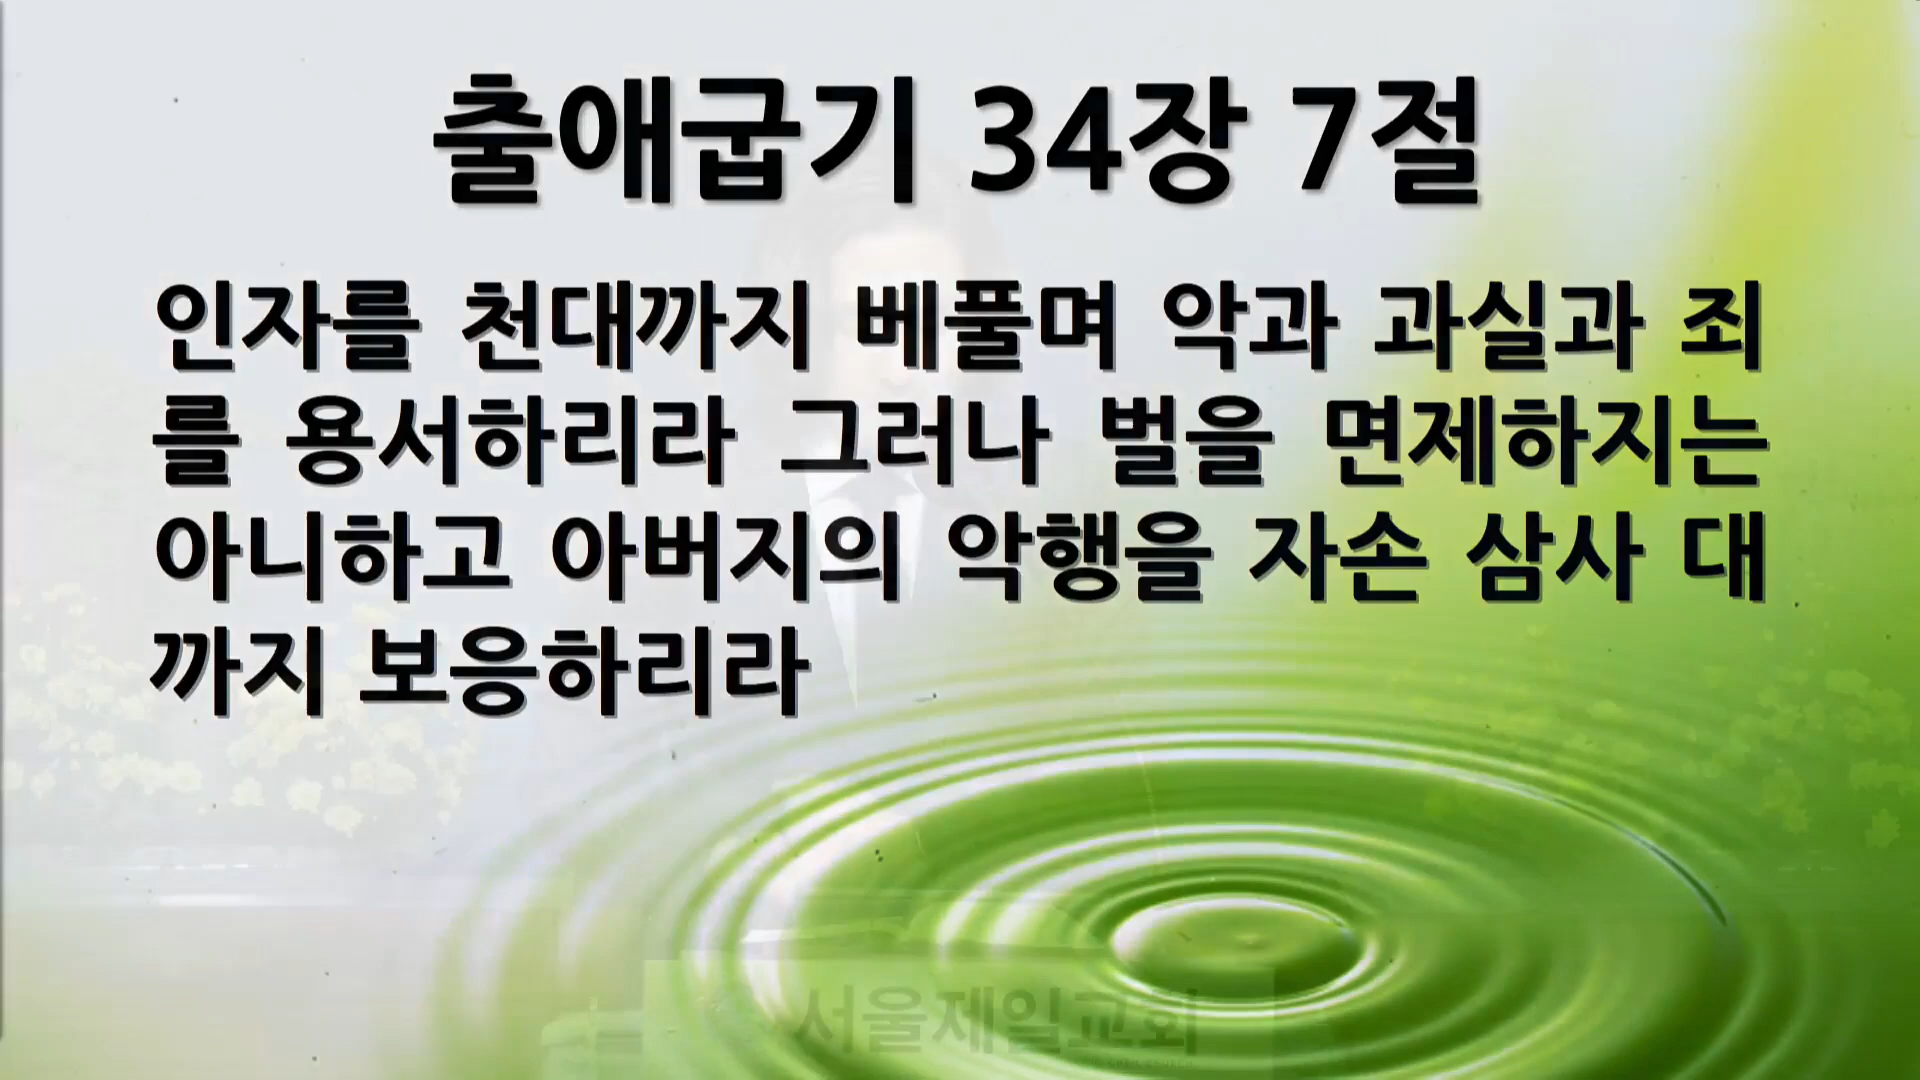 출애굽기 34장 7절
인자를 천대까지 베풀며 악과 과실과 죄
를 용서하리라 그러나 벌을 면제하지는
아니하고 아버지의 악행을 자손 삼사 대
까지 보응하리라
서울제일교회